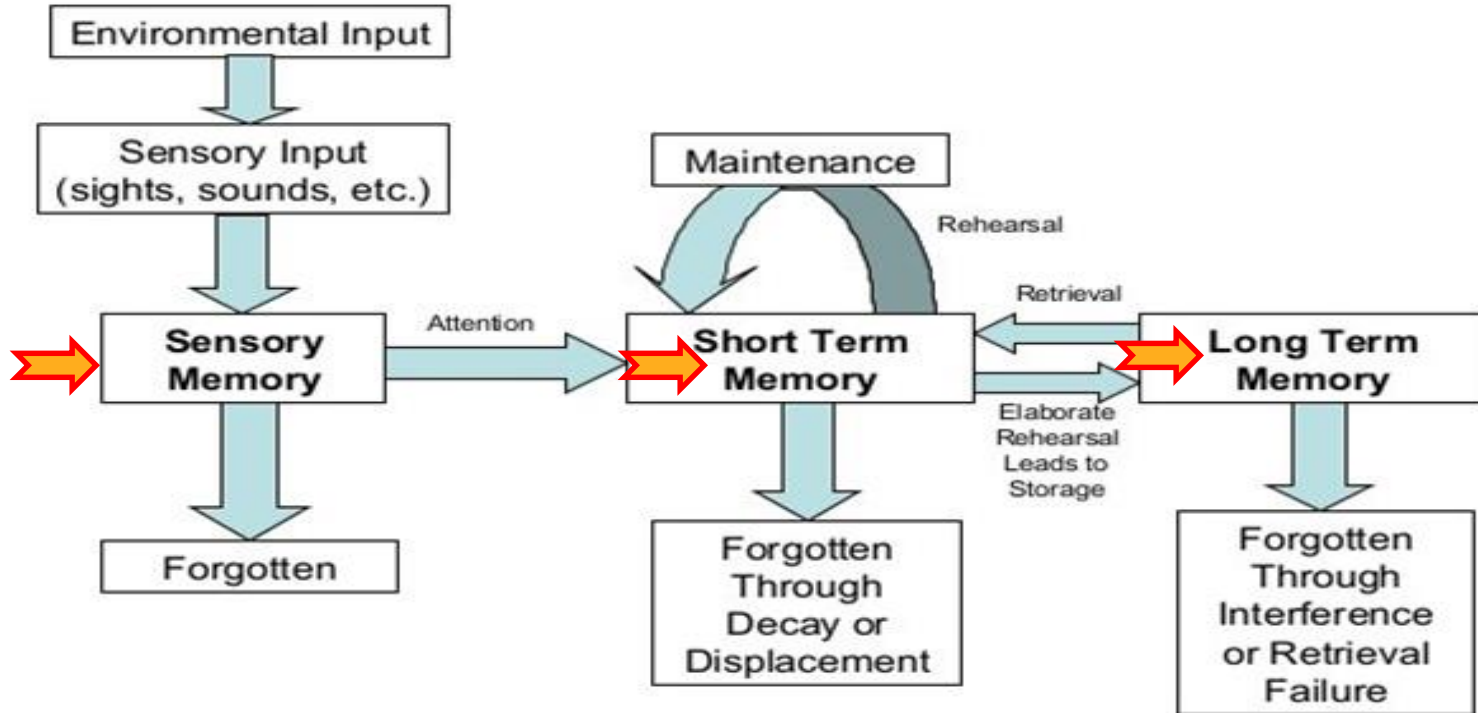 Environmental Input
Sensory Input
(sights, sounds, etc.)
Maintenance
Rehearsal
Sensory
Memory
Attention
Short Term
Memory
Retrieval
Elaborate
Rehearsal
Leads to
Storage
Long Term
Memory
Forgotten
Forgotten
Through
Decay or
Displacement
Forgotten
Through
Interference
or Retrieval
Failure